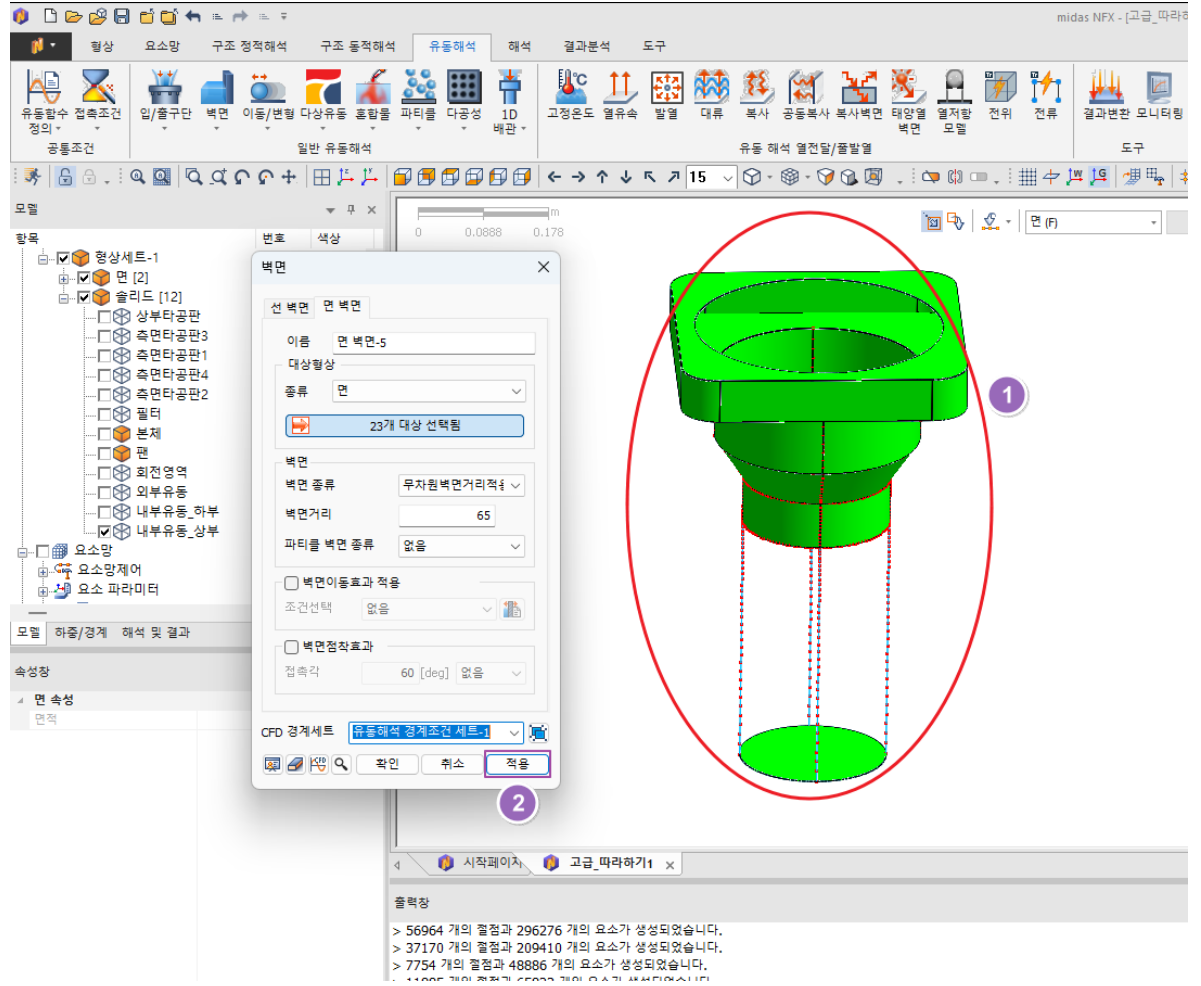 midas NFX - [고급_따라하
형상 요소망 구조 정적해석 구조 동적해석 유동해석 해석 결과분석 도구
유동함수 정의 접촉조건 입/출구단 벽면 이동/변형 다상유동 혼합물 파티클 다공성 1D 배관 고정온도 열유속 발열 대류 복사 공동복사 복사벽면 태양열 벽면 열저항 모델 전위 전류 결과변환 모니터링
공통조건 일반 유동해석 유동 해석 열전달/줄발열 도구
15
모델
항목 번호 색상
형상세트-1
면 [2]
솔리드 [12]
상부타공판
측면타공판3
측면타공판1
측면타공판4
측면타공판2
필터
본체
팬
회전영역
외부유동
내부유동_하부
내부유동_상부
요소망
요소망제어
요소 파라미터
모델 하중/경계 해석 및 결과
속성창
면 속성
면적
벽면
선 벽면 면 벽면
이름 면 벽면-5
대상형상
종류 면
23개 대상 선택됨
벽면
벽면 종류 무차원벽면거리적용
벽면거리 65
파티클 벽면 종류 없음
벽면이동효과 적용
조건선택 없음
벽면점착효과
접촉각 60 [deg] 없음
CFD 경계세트 유동해석 경계조건 세트-1
확인 취소 적용
2
m
0 0.0888 0.178
면 (F)
1
시작페이지 고급_따라하기1
출력창
> 56964 개의 절점과 296276 개의 요소가 생성되었습니다.
> 37170 개의 절점과 209410 개의 요소가 생성되었습니다.
> 7754 개의 절점과 48886 개의 요소가 생성되었습니다.